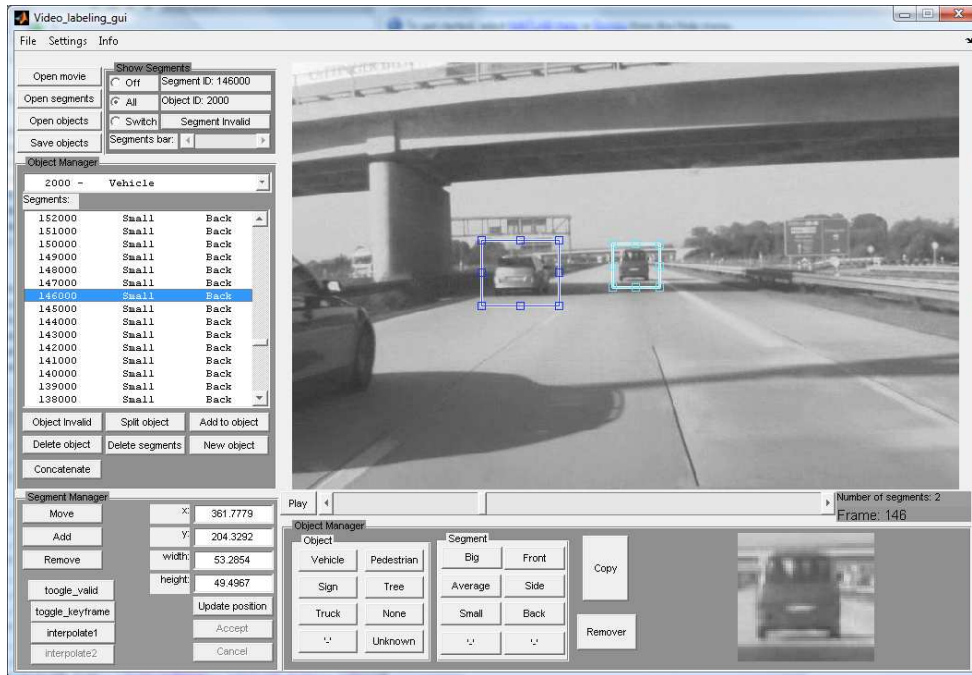 Video_labeling_gui
File Settings Info
Open movie
Open segments
Open objects
Save objects
Show Segments
Off
All
Switch
Segment ID: 146000
Object ID: 2000
Segment Invalid
Segments bar:
Object Manager
2000 - Vehicle
Segments:
152000 Small Back
151000 Small Back
150000 Small Back
149000 Small Back
148000 Small Back
147000 Small Back
146000 Small Back
145000 Small Back
144000 Small Back
143000 Small Back
142000 Small Back
141000 Small Back
140000 Small Back
139000 Small Back
138000 Small Back
Object Invalid Split object Add to object
Delete object Delete segments New object
Concatenate
Segment Manager
Move
Add
Remove
toogle_valid
toggle_keyframe
interpolate1
interpolate2
x: 361.7779
y: 204.3292
width: 53.2854
height: 49.4967
Update position
Accept
Cancel
Play
Number of segments: 2
Frame: 146
Object Manager
Object
Vehicle Pedestrian
Sign Tree
Truck None
'-' Unknown
Segment
Big Front
Average Side
Small Back
'-' '-'
Copy
Remover